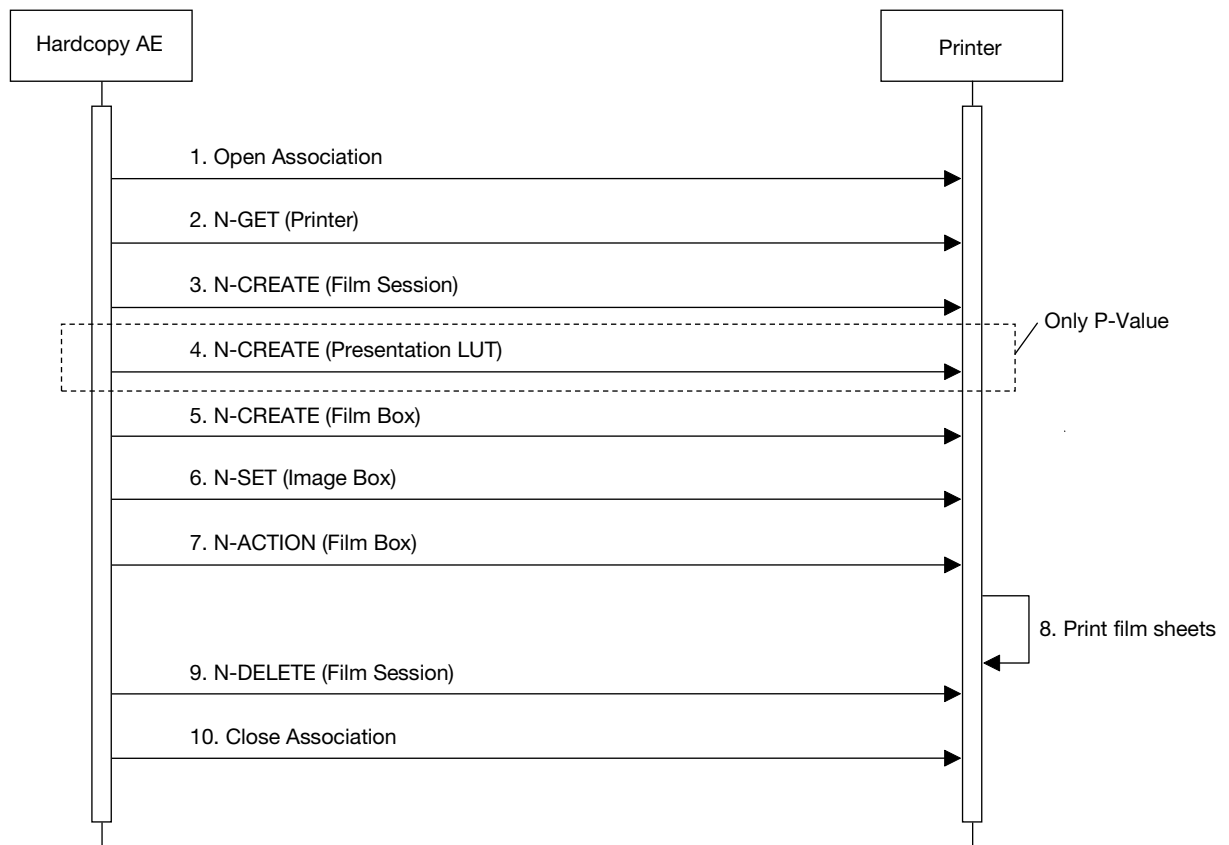 Hardcopy AE
Printer
1. Open Association
2. N-GET (Printer)
3. N-CREATE (Film Session)
Only P-Value
4. N-CREATE (Presentation LUT)
5. N-CREATE (Film Box)
6. N-SET (Image Box)
7. N-ACTION (Film Box)
8. Print film sheets
9. N-DELETE (Film Session)
10. Close Association